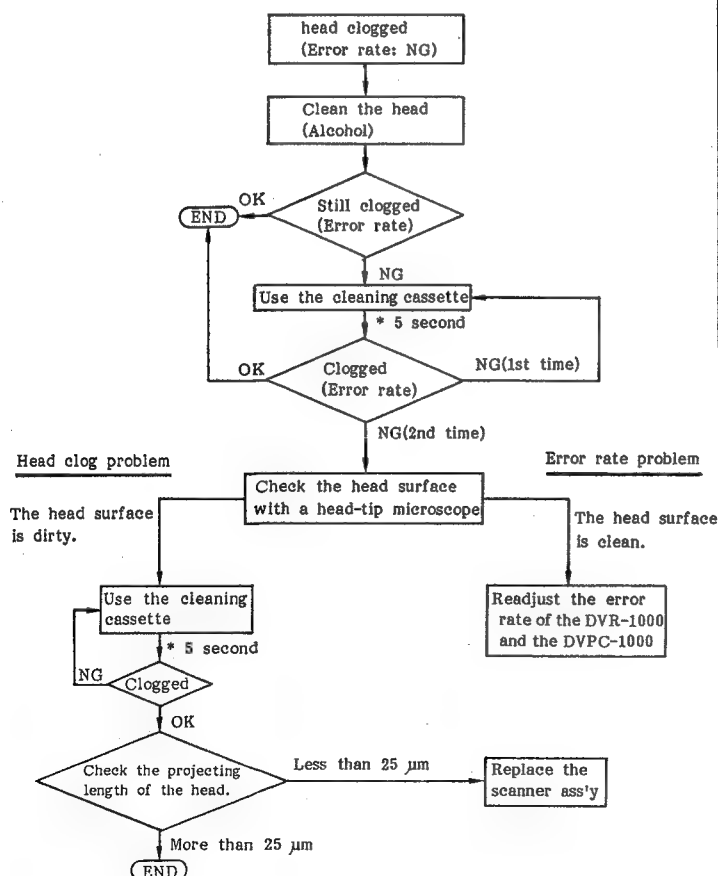 head clogged
(Error rate: NG)
Clean the head
(Alcohol)
OK
END
Still clogged
(Error rate)
NG
Use the cleaning cassette
* 5 second
OK
Clogged
(Error rate)
NG(1st time)
NG(2nd time)
Head clog problem
Error rate problem
Check the head surface
with a head-tip microscope
The head surface
is dirty.
The head surface
is clean.
Use the cleaning
cassette
Readjust the error
rate of the DVR-1000
and the DVPC-1000
* 5 second
NG
Clogged
OK
Check the projecting
length of the head.
Less than 25 μm
Replace the
scanner ass'y
More than 25 μm
END